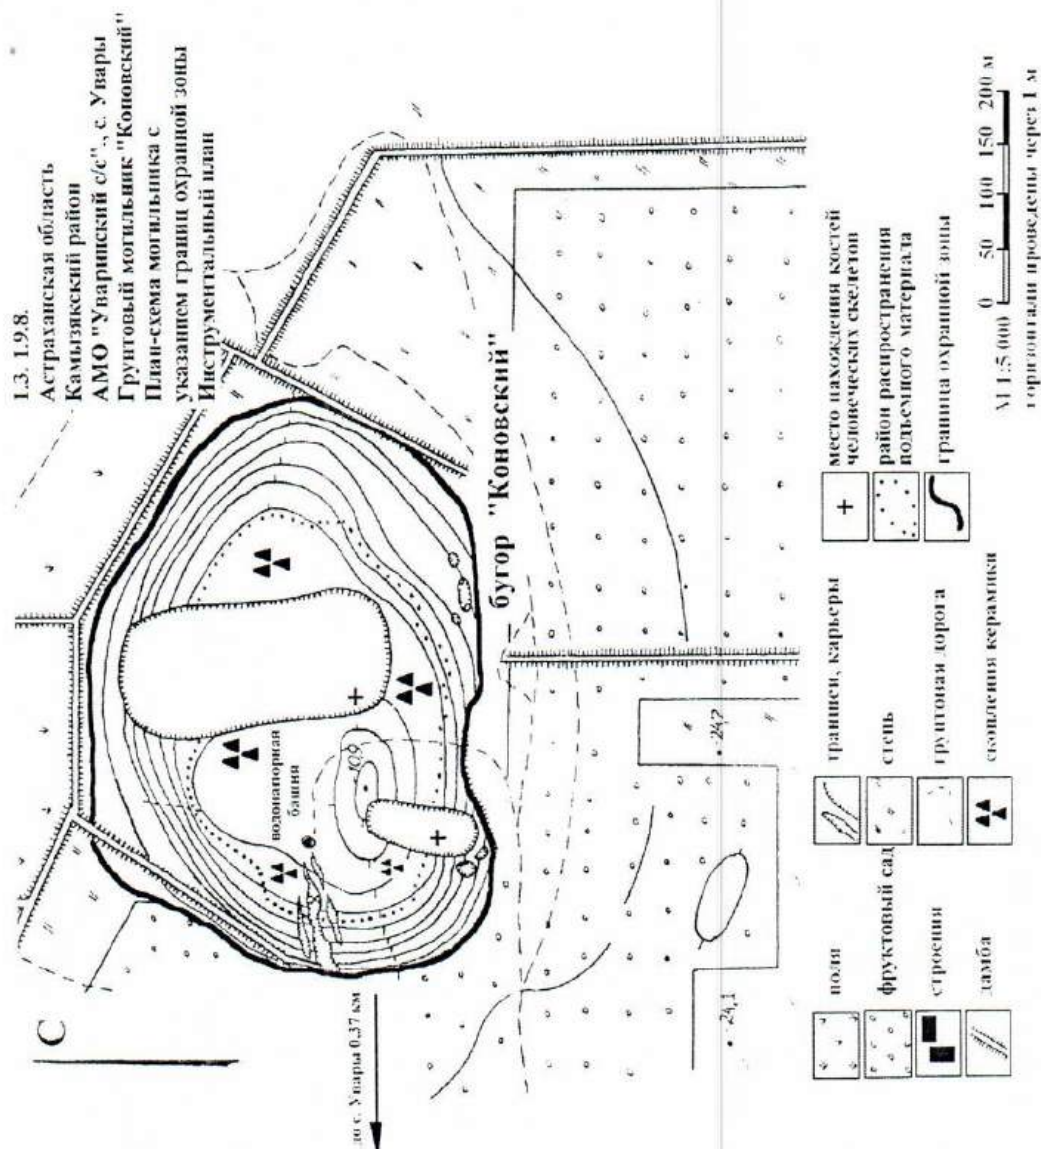 1.3. 1.9.8.
Астраханская область
Камызякский район
АМО "Уваринский с/с"., с. Увары
Грунтовый могильник "Коновский"
План-схема могильника с
указанием границ охранной зоны
Инструментальный план
С
водонапорная
башня
10,9
бугор "Коновский"
до с. Увары 0,37 км
-24,2
-24,1
поля
фруктовый сад
строения
дамба
траншеи, карьеры
степь
грунтовая дорога
скопления керамики
место нахождения костей
человеческих скелетов
район распространения
подъемного материала
граница охранной зоны
0 50 100 150 200 м
М 1:5 000
горизонтали проведены через 1 м